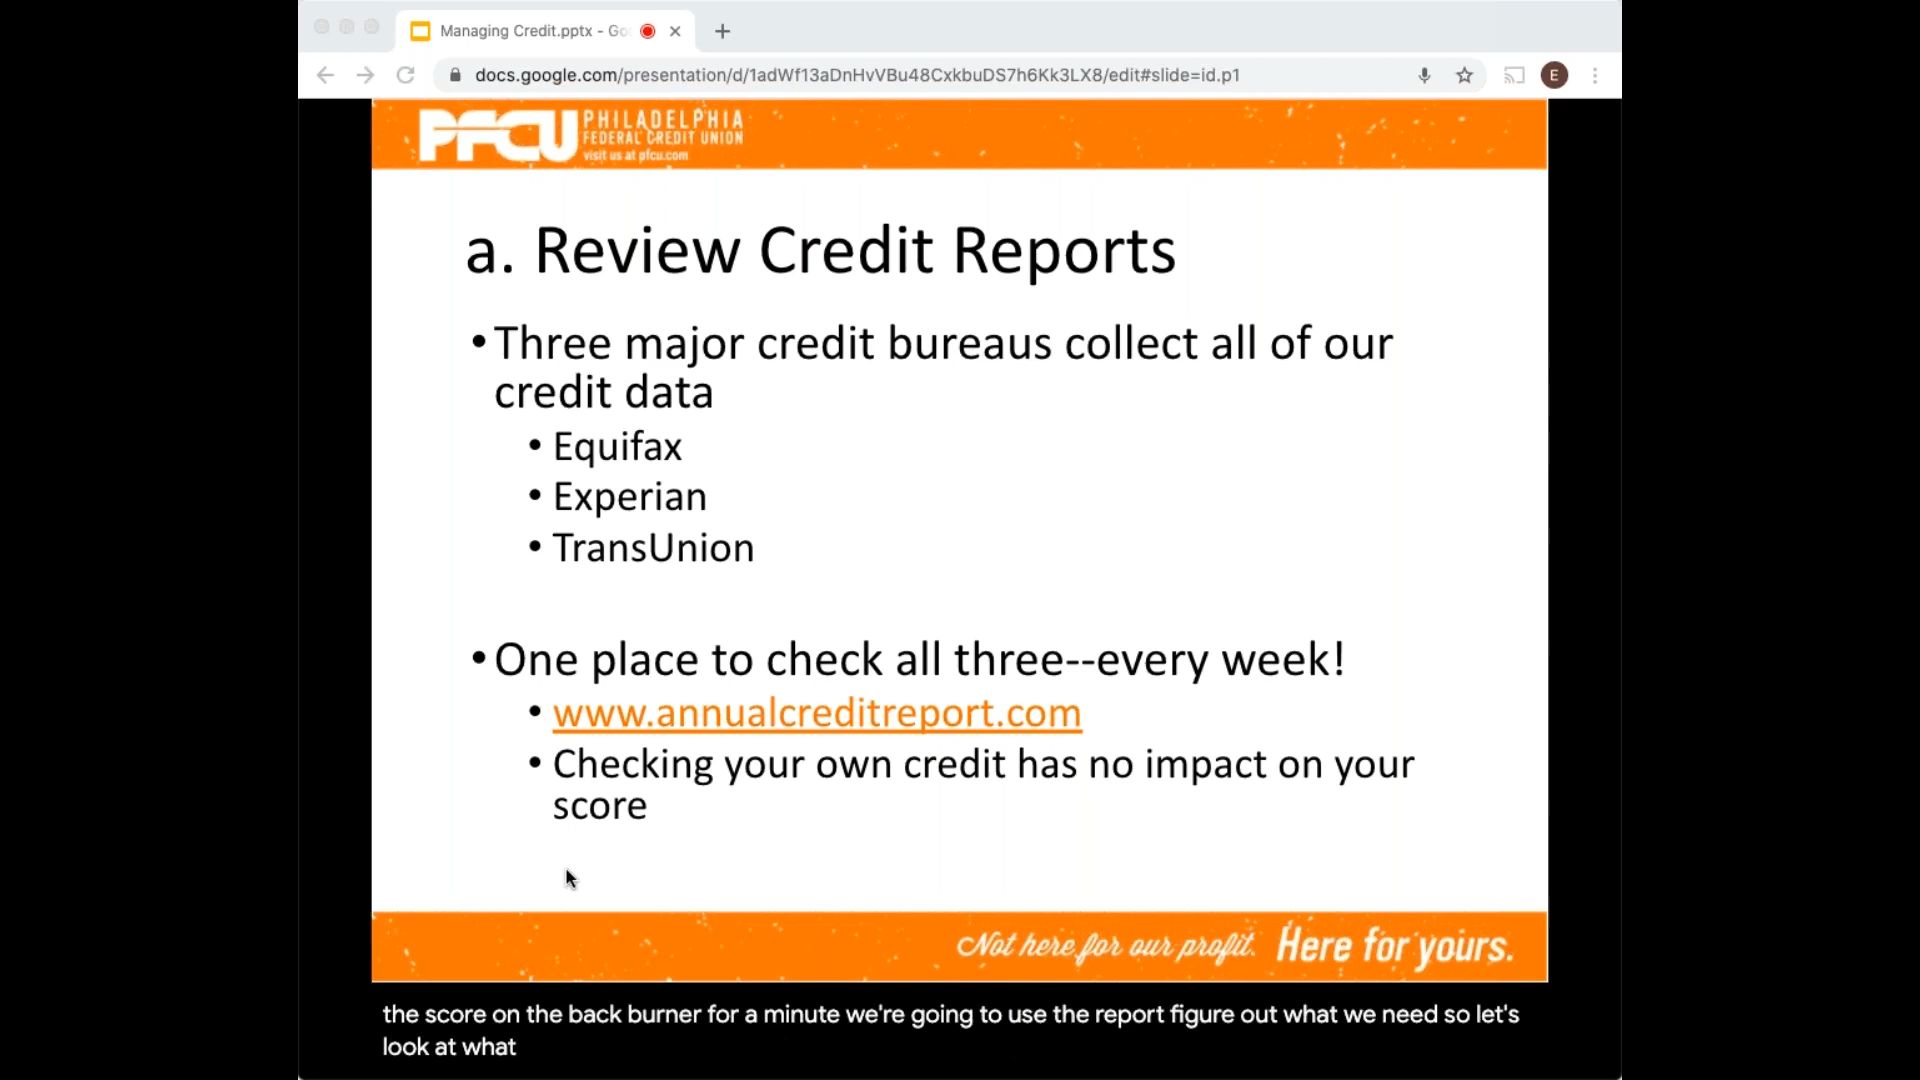 Managing Credit.pptx - Go
docs.google.com/presentation/d/1adWf13aDnHvVBu48CxkbuDS7h6Kk3LX8/edit#slide=id.p1
E
PFCU PHILADELPHIA
FEDERAL CREDIT UNION
visit us at pfcu.com
a. Review Credit Reports
•Three major credit bureaus collect all of our
credit data
• Equifax
• Experian
• TransUnion
•One place to check all three--every week!
• www.annualcreditreport.com
• Checking your own credit has no impact on your
score
Not here for our profit. Here for yours.
the score on the back burner for a minute we're going to use the report figure out what we need so let's
look at what